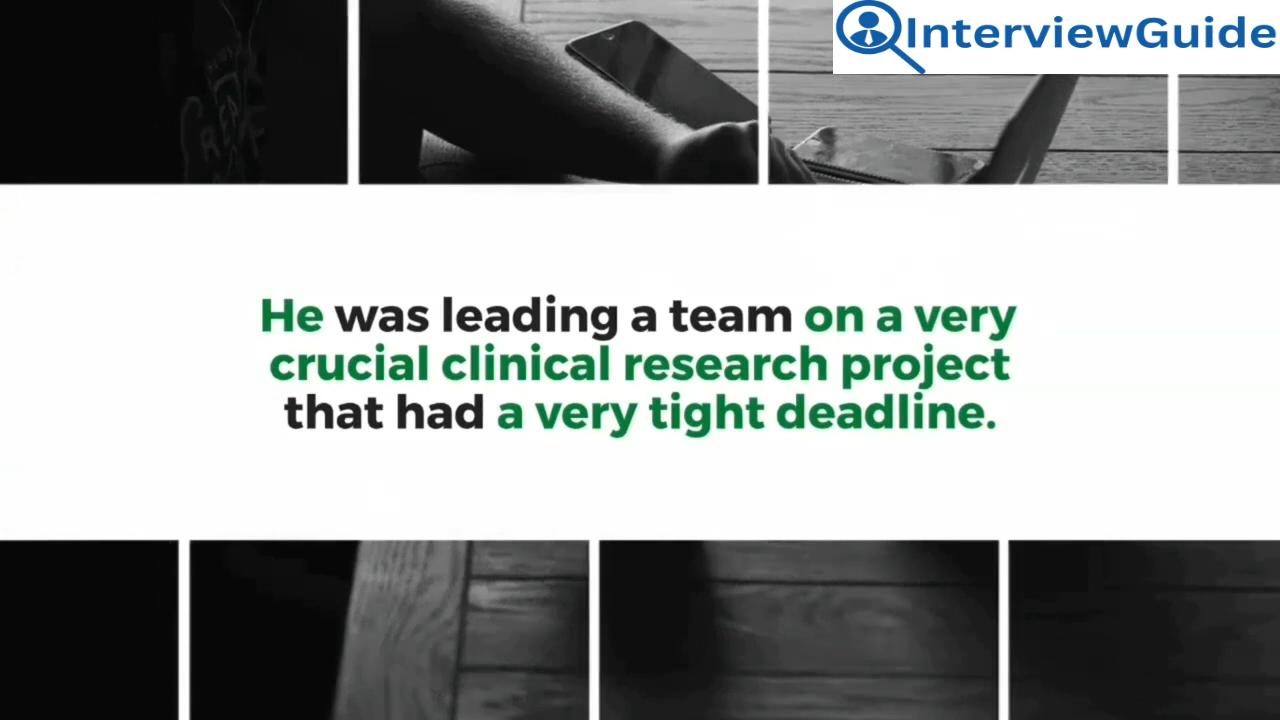 InterviewGuide
He was leading a team on a very
crucial clinical research project
that had a very tight deadline.